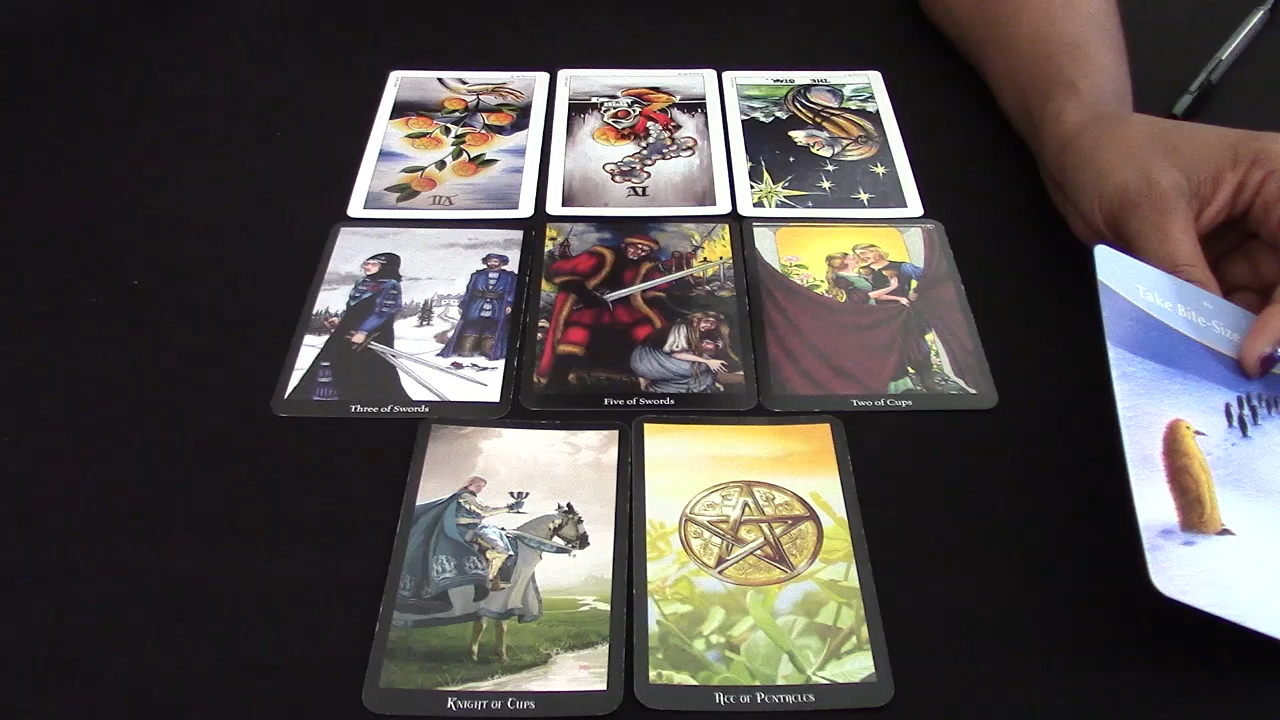 VII
VI
THE STAR.
Three of Swords
Five of Swords
Two of Cups
Take Bite-Size
Knight of Cups
Ace of Pentacles